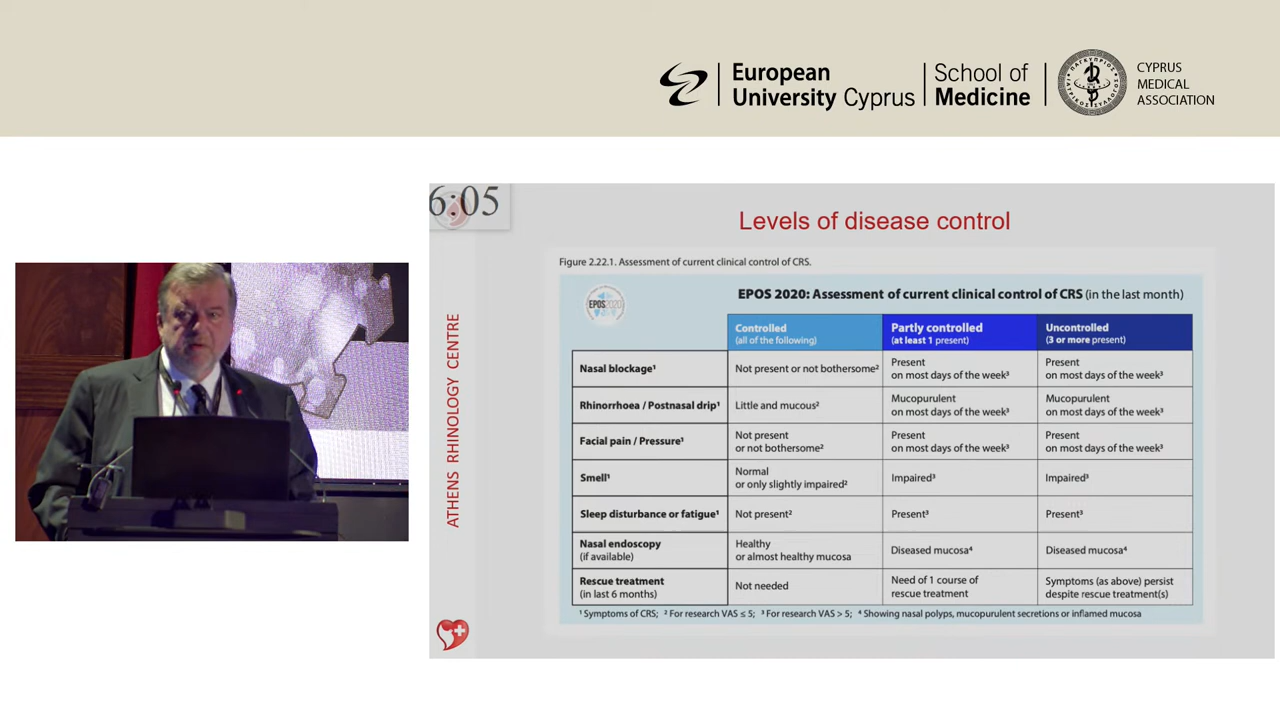 European
University Cyprus
School of
Medicine
ΠΑΓΚΥΠΡΙΟΣ
ΙΑΤΡΙΚΟΣ ΣΥΛΛΟΓΟΣ
CYPRUS
MEDICAL
ASSOCIATION
6:05
Levels of disease control
ATHENS RHINOLOGY CENTRE
Figure 2.22.1. Assessment of current clinical control of CRS.
EPOS2020
EPOS 2020: Assessment of current clinical control of CRS (in the last month)
Controlled
(all of the following)
Partly controlled
(at least 1 present)
Uncontrolled
(3 or more present)
Nasal blockage¹
Not present or not bothersome²
Present
on most days of the week³
Present
on most days of the week³
Rhinorrhoea / Postnasal drip¹
Little and mucous²
Mucopurulent
on most days of the week³
Mucopurulent
on most days of the week³
Facial pain / Pressure¹
Not present
or not bothersome²
Present
on most days of the week³
Present
on most days of the week³
Smell¹
Normal
or only slightly impaired²
Impaired³
Impaired³
Sleep disturbance or fatigue¹
Not present²
Present³
Present³
Nasal endoscopy
(if available)
Healthy
or almost healthy mucosa
Diseased mucosa⁴
Diseased mucosa⁴
Rescue treatment
(in last 6 months)
Not needed
Need of 1 course of
rescue treatment
Symptoms (as above) persist
despite rescue treatment(s)
¹ Symptoms of CRS; ² For research VAS ≤ 5; ³ For research VAS > 5; ⁴ Showing nasal polyps, mucopurulent secretions or inflamed mucosa